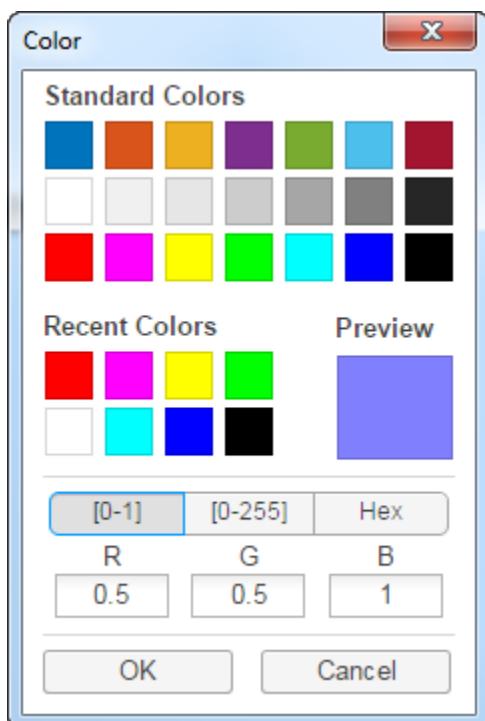 Color
Standard Colors
Recent Colors
Preview
[0-1] [0-255] Hex
R G B
0.5 0.5 1
OK Cancel